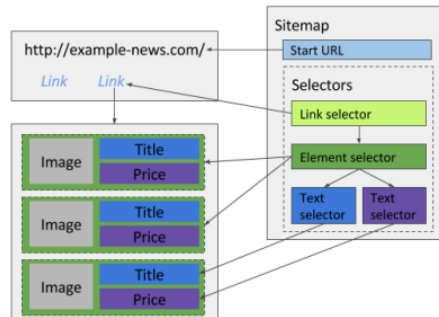 Sitemap
Start URL
http://example-news.com/
Link Link
Selectors
Link selector
Element selector
Text selector
Text selector
Image
Title
Price
Image
Title
Price
Image
Title
Price